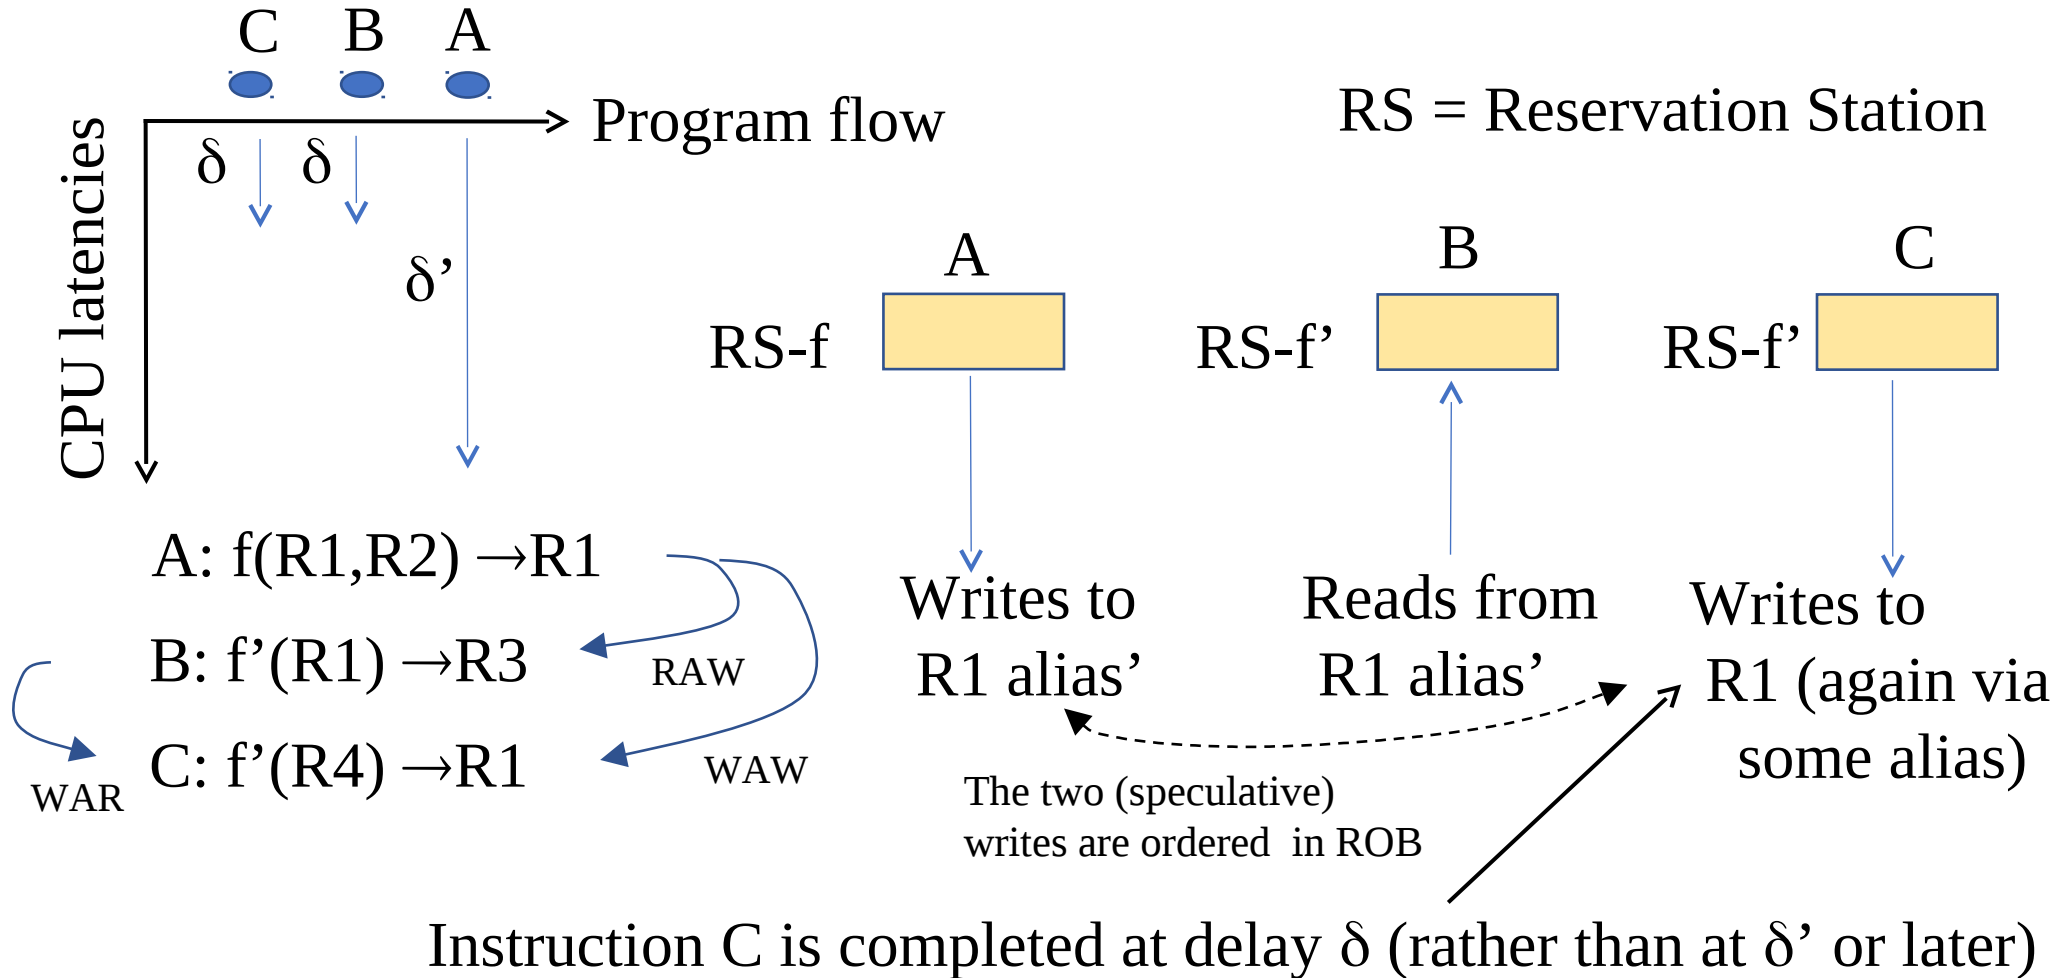 C B A
Program flow
RS = Reservation Station
CPU latencies
δ δ
δ’
A B C
RS-f RS-f’ RS-f’
A: f(R1,R2) →R1
B: f’(R1) →R3
C: f’(R4) →R1
RAW
WAW
WAR
Writes to
R1 alias’
Reads from
R1 alias’
Writes to
R1 (again via
some alias)
The two (speculative)
writes are ordered in ROB
Instruction C is completed at delay δ (rather than at δ’ or later)